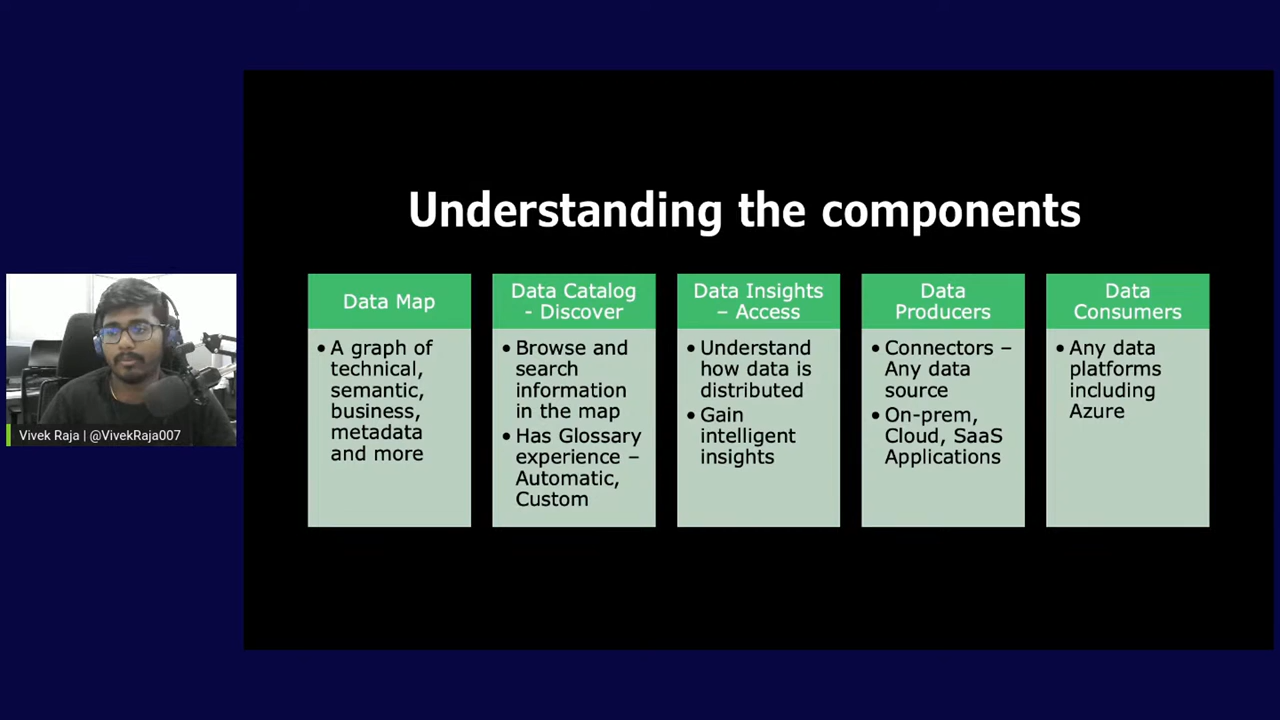 Understanding the components
Data Map
• A graph of
technical,
semantic,
business,
metadata
and more
Data Catalog
- Discover
• Browse and
search
information
in the map
• Has Glossary
experience –
Automatic,
Custom
Data Insights
– Access
• Understand
how data is
distributed
• Gain
intelligent
insights
Data
Producers
• Connectors –
Any data
source
• On-prem,
Cloud, SaaS
Applications
Data
Consumers
• Any data
platforms
including
Azure
Vivek Raja | @VivekRaja007